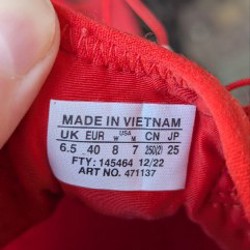 MADE IN VIETNAM
UK EUR USA CN JP
W M
6.5 40 8 7 250(2) 25
FTY: 145464 12/22
ART NO. 471137